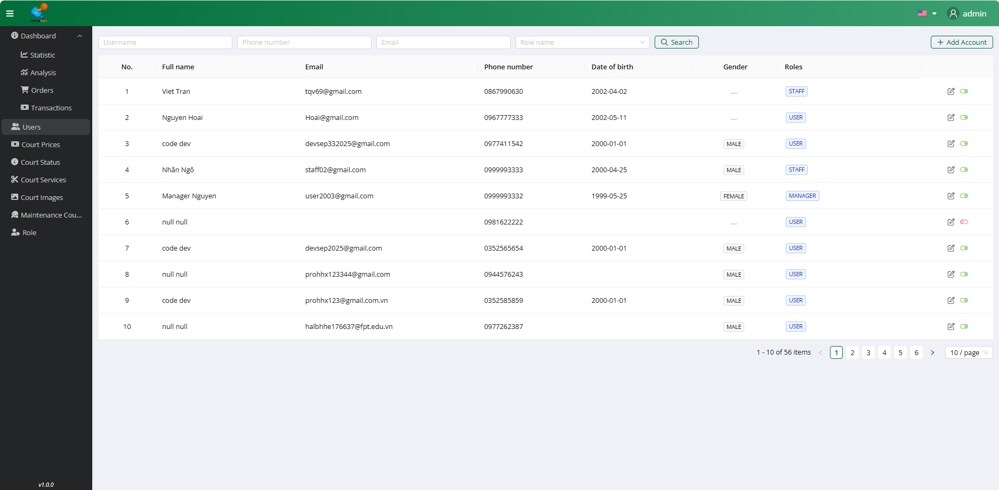 PICKLEBALL
admin
Dashboard
Statistic
Analysis
Orders
Transactions
Users
Court Prices
Court Status
Court Services
Court Images
Maintenance Cou...
Role
v1.0.0
Username Phone number Email Role name Search Add Account
No. Full name Email Phone number Date of birth Gender Roles
1 Viet Tran tqv69@gmail.com 0867990630 2002-04-02 __ STAFF
2 Nguyen Hoai Hoai@gmail.com 0967777333 2002-05-11 __ USER
3 code dev devsep332025@gmail.com 0977411542 2000-01-01 MALE USER
4 Nhân Ngô staff02@gmail.com 0999993333 2000-04-25 MALE STAFF
5 Manager Nguyen user2003@gmail.com 0999993332 1999-05-25 FEMALE MANAGER
6 null null 0981622222 __ USER
7 code dev devsep2025@gmail.com 0352565654 2000-01-01 MALE USER
8 null null prohhx123344@gmail.com 0944576243 MALE USER
9 code dev prohhx123@gmail.com.vn 0352585859 2000-01-01 MALE USER
10 null null halbhhe176637@fpt.edu.vn 0977262387 MALE USER
1 - 10 of 56 items < 1 2 3 4 5 6 > 10 / page